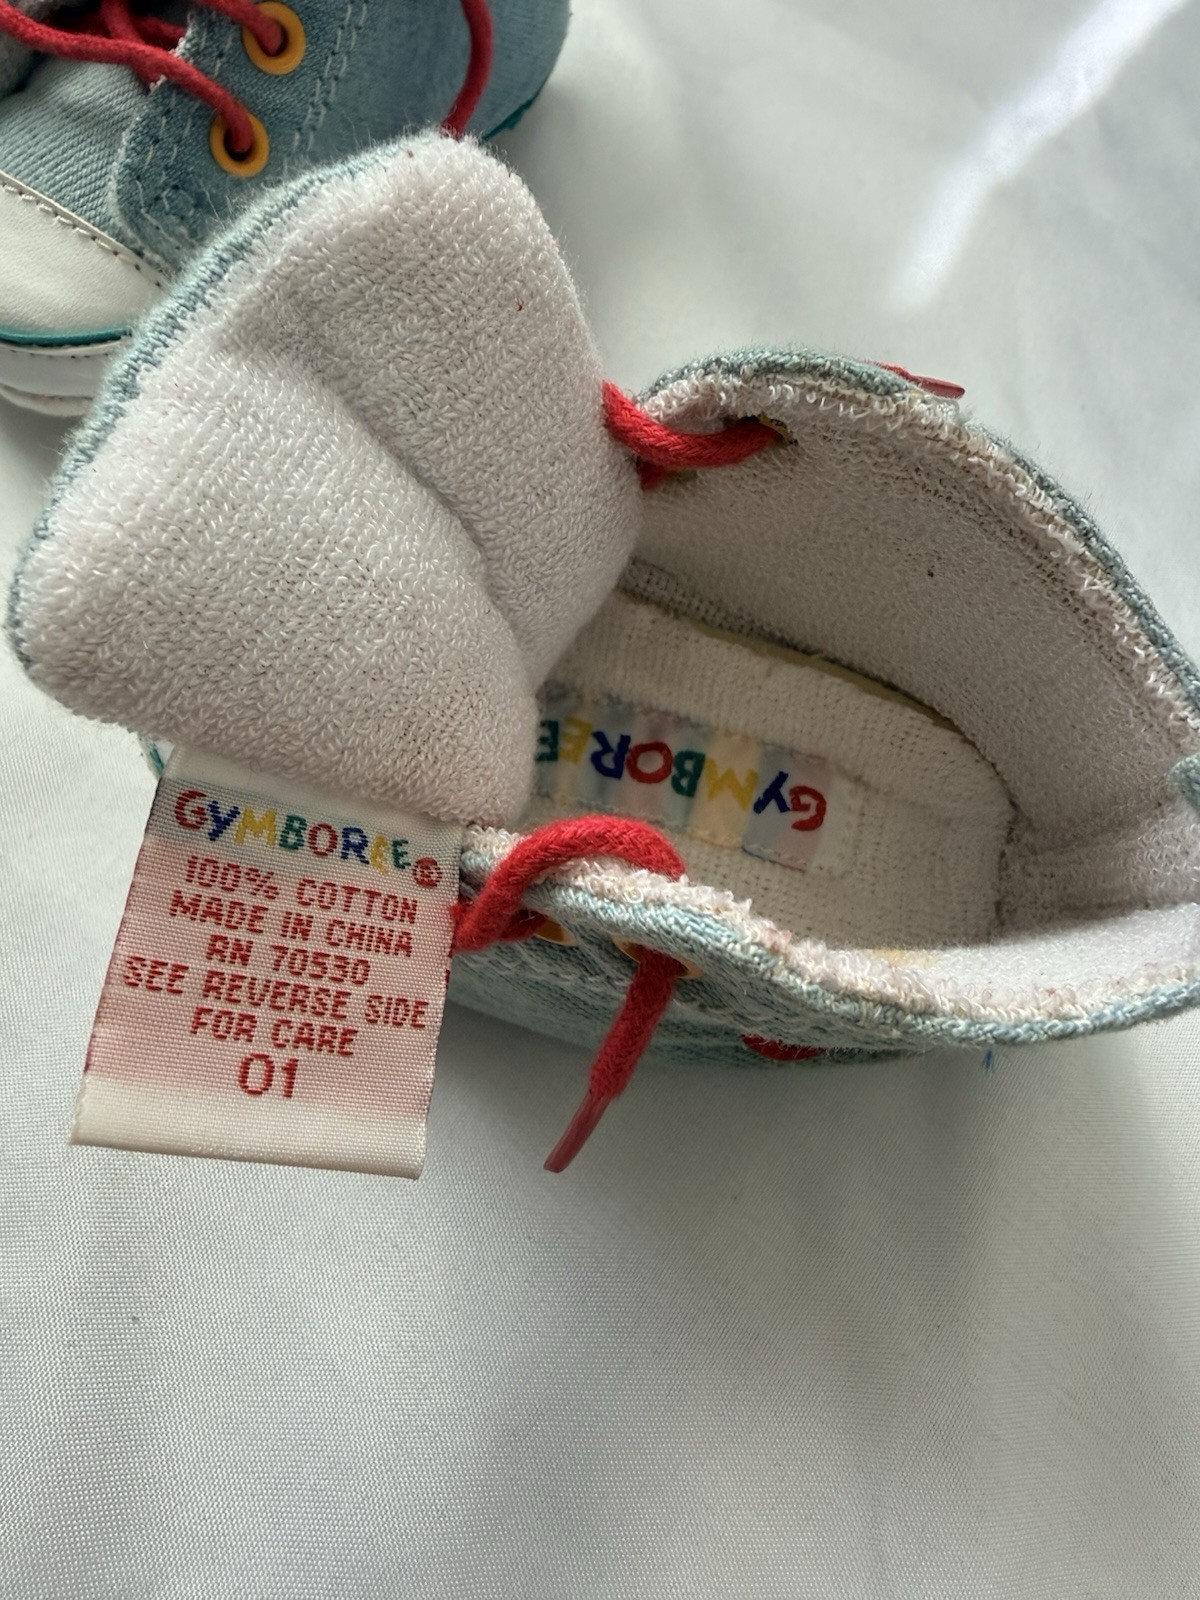 GYMBOREE®
100% COTTON
MADE IN CHINA
RN 70530
SEE REVERSE SIDE
FOR CARE
01
GYMBOREE